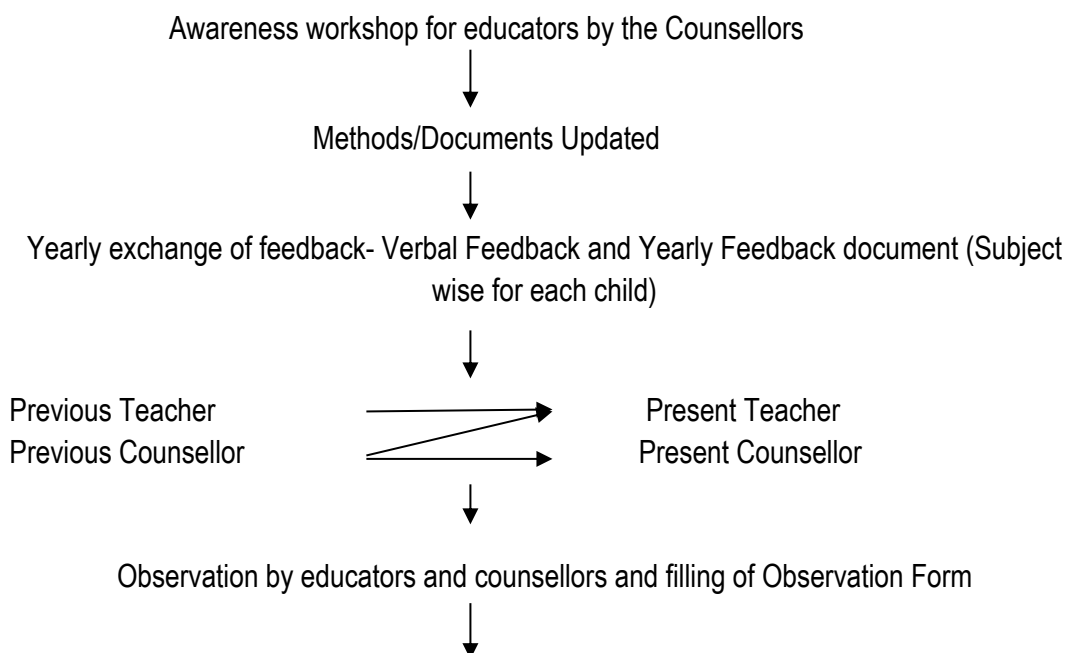 Awareness workshop for educators by the Counsellors
Methods/Documents Updated
Yearly exchange of feedback- Verbal Feedback and Yearly Feedback document (Subject
wise for each child)
Previous Teacher Present Teacher
Previous Counsellor Present Counsellor
Observation by educators and counsellors and filling of Observation Form